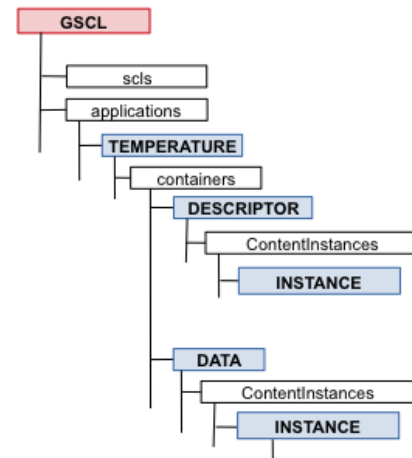 GSCL
scls
applications
TEMPERATURE
containers
DESCRIPTOR
ContentInstances
INSTANCE
DATA
ContentInstances
INSTANCE